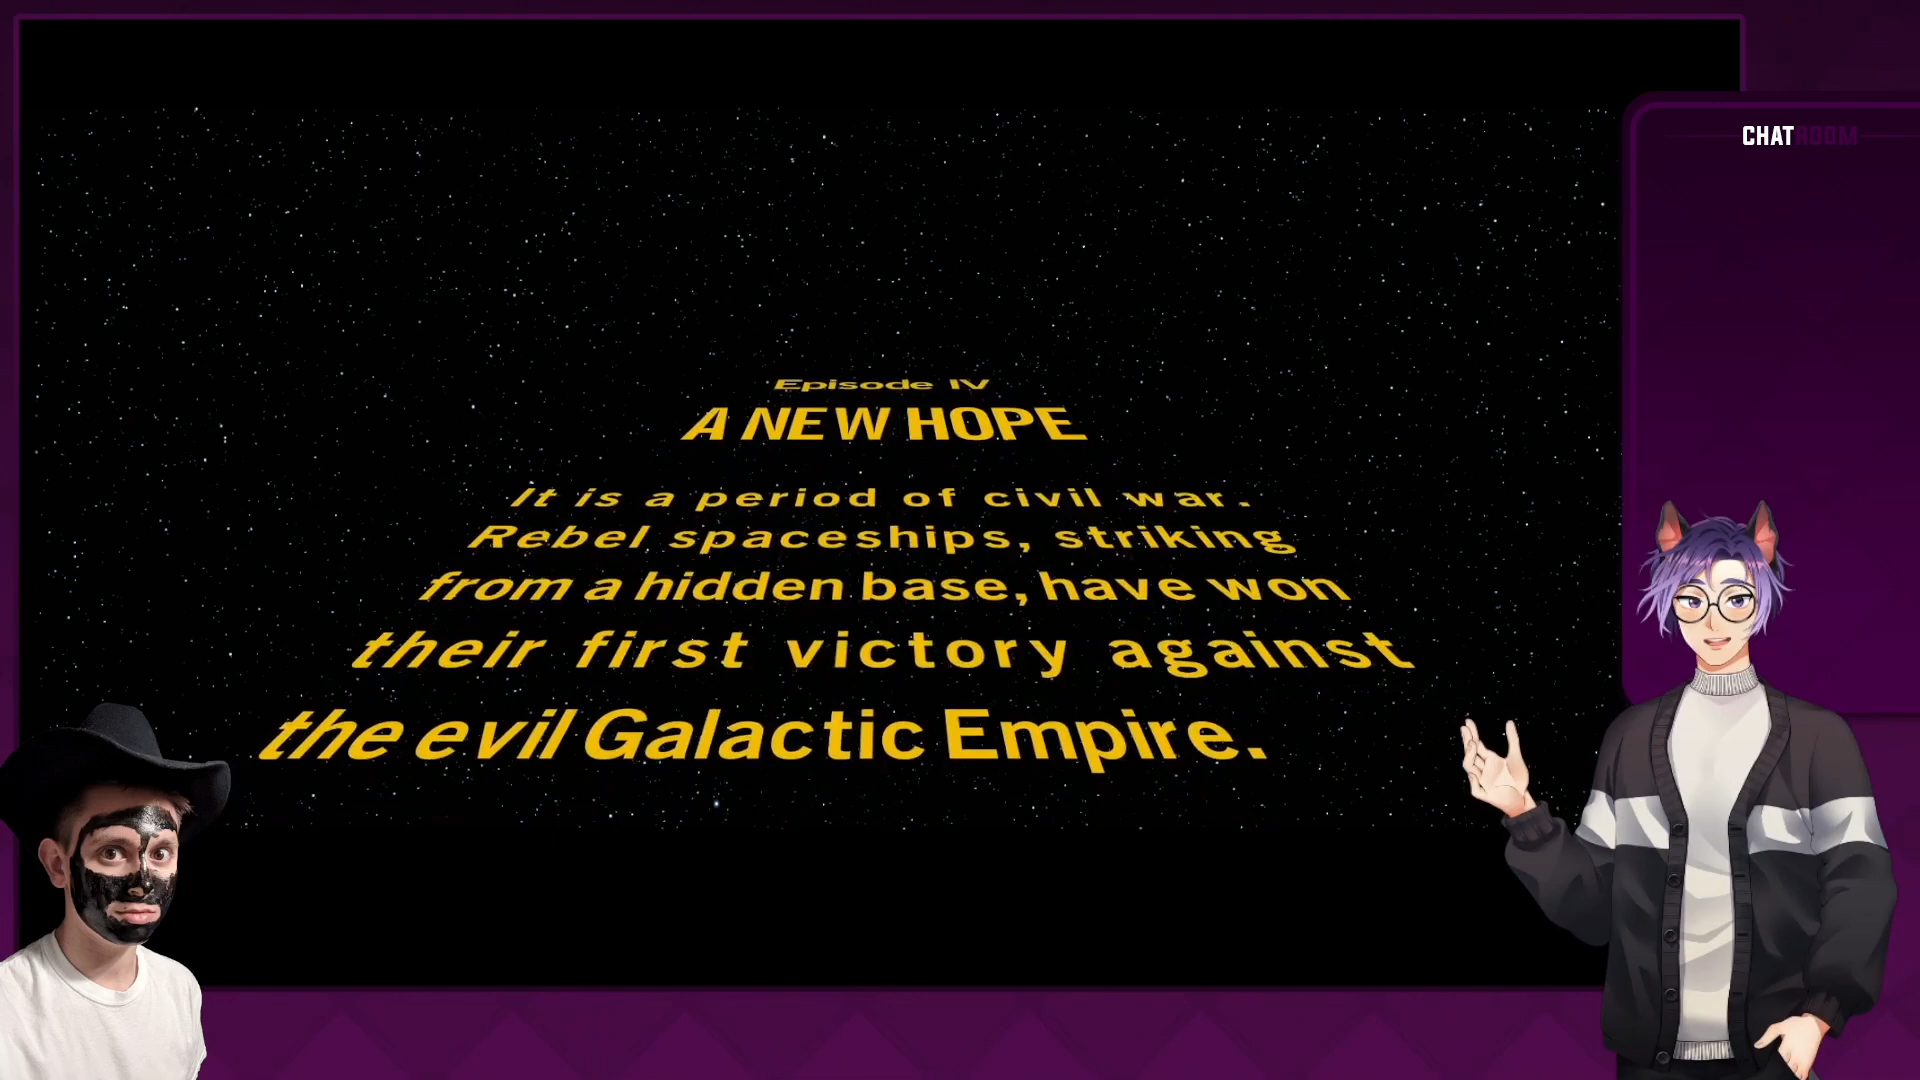 CHATROOM
Episode IV
A NEW HOPE
It is a period of civil war.
Rebel spaceships, striking
from a hidden base, have won
their first victory against
the evil Galactic Empire.